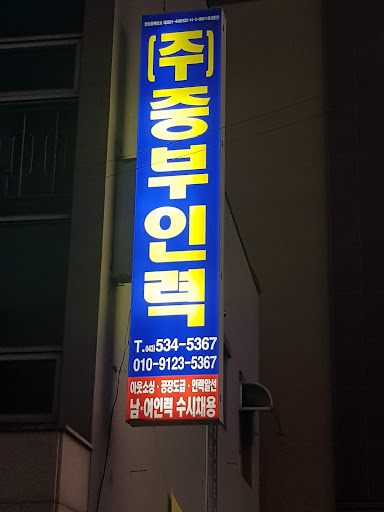 (주)중부인력
T.(043)534-5367
010-9123-5367
아웃소싱·공장도급·인력알선
남·여인력 수시채용